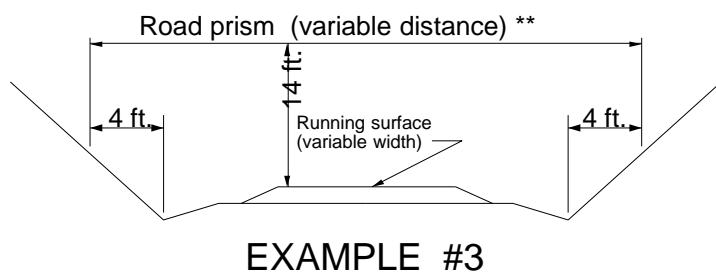 Road prism (variable distance) **
14 ft.
4 ft.
4 ft.
Running surface
(variable width)
EXAMPLE #3